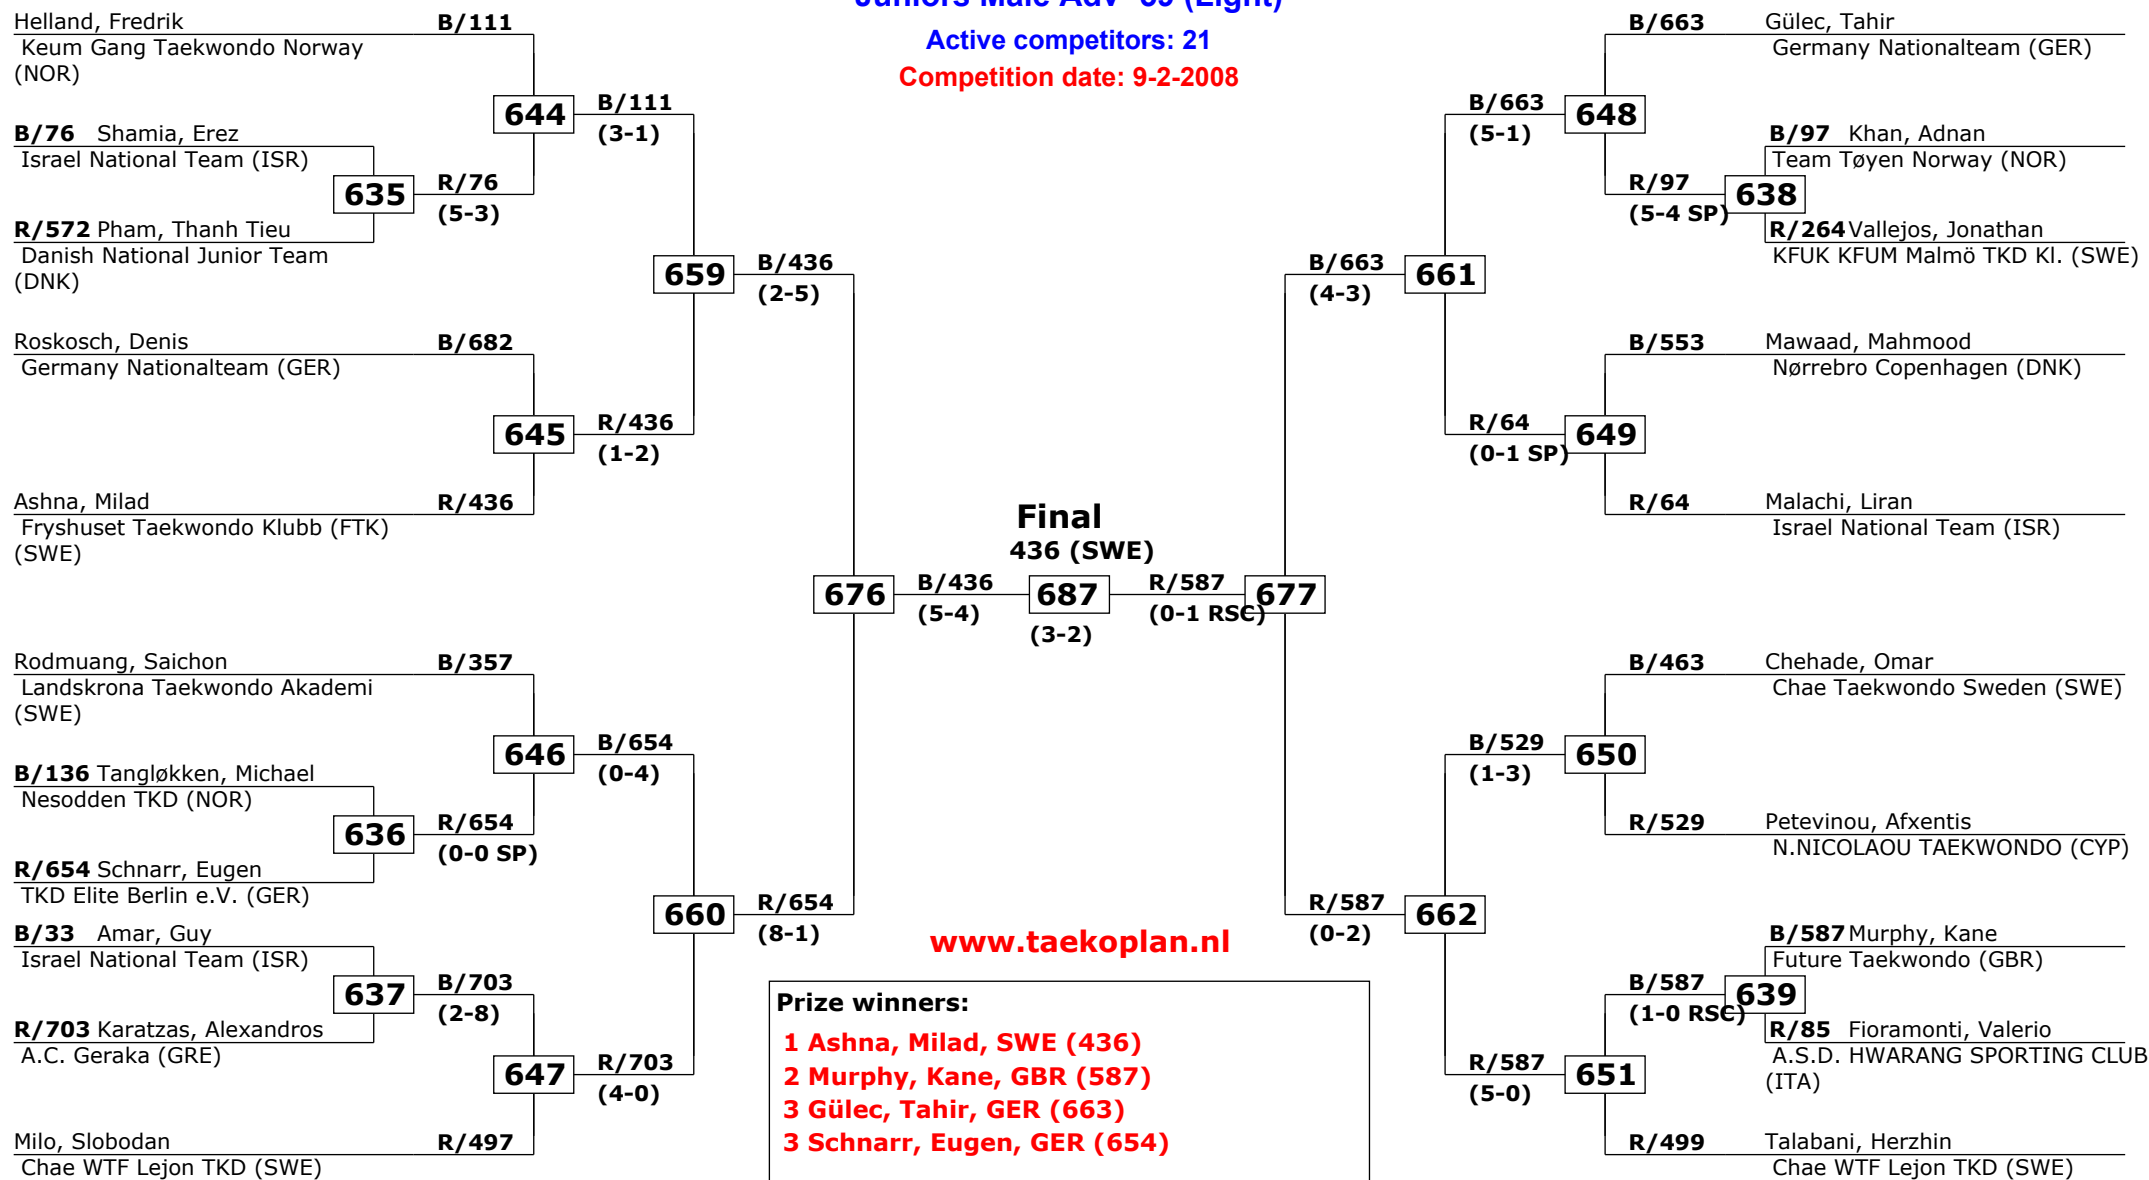 Juniors Male Adv -59 (Light)
Active competitors: 21
Competition date: 9-2-2008
Helland, Fredrik B/111
Keum Gang Taekwondo Norway
(NOR)
644
B/111
(3-1)
B/76 Shamia, Erez
Israel National Team (ISR)
635
R/76
(5-3)
R/572 Pham, Thanh Tieu
Danish National Junior Team
(DNK)
659
B/436
(2-5)
Roskosch, Denis B/682
Germany Nationalteam (GER)
645
R/436
(1-2)
Ashna, Milad R/436
Fryshuset Taekwondo Klubb (FTK)
(SWE)
676
B/436
(5-4)
Rodmuang, Saichon B/357
Landskrona Taekwondo Akademi
(SWE)
646
B/654
(0-4)
B/136 Tangløkken, Michael
Nesodden TKD (NOR)
636
R/654
(0-0 SP)
R/654 Schnarr, Eugen
TKD Elite Berlin e.V. (GER)
660
R/654
(8-1)
B/33 Amar, Guy
Israel National Team (ISR)
637
B/703
(2-8)
R/703 Karatzas, Alexandros
A.C. Geraka (GRE)
647
R/703
(4-0)
Milo, Slobodan R/497
Chae WTF Lejon TKD (SWE)
Final
436 (SWE)
687
(3-2)
R/587
(0-1 RSC)
677
B/663 Gülec, Tahir
Germany Nationalteam (GER)
B/663
(5-1)
648
B/97 Khan, Adnan
Team Tøyen Norway (NOR)
R/97
(5-4 SP)
638
R/264 Vallejos, Jonathan
KFUK KFUM Malmö TKD Kl. (SWE)
B/663
(4-3)
661
B/553 Mawaad, Mahmood
Nørrebro Copenhagen (DNK)
R/64
(0-1 SP)
649
R/64 Malachi, Liran
Israel National Team (ISR)
B/463 Chehade, Omar
Chae Taekwondo Sweden (SWE)
B/529
(1-3)
650
R/529 Petevinou, Afxentis
N.NICOLAOU TAEKWONDO (CYP)
R/587
(0-2)
662
B/587 Murphy, Kane
Future Taekwondo (GBR)
B/587
(1-0 RSC)
639
R/85 Fioramonti, Valerio
A.S.D. HWARANG SPORTING CLUB
(ITA)
R/587
(5-0)
651
R/499 Talabani, Herzhin
Chae WTF Lejon TKD (SWE)
www.taekoplan.nl
Prize winners:
1 Ashna, Milad, SWE (436)
2 Murphy, Kane, GBR (587)
3 Gülec, Tahir, GER (663)
3 Schnarr, Eugen, GER (654)